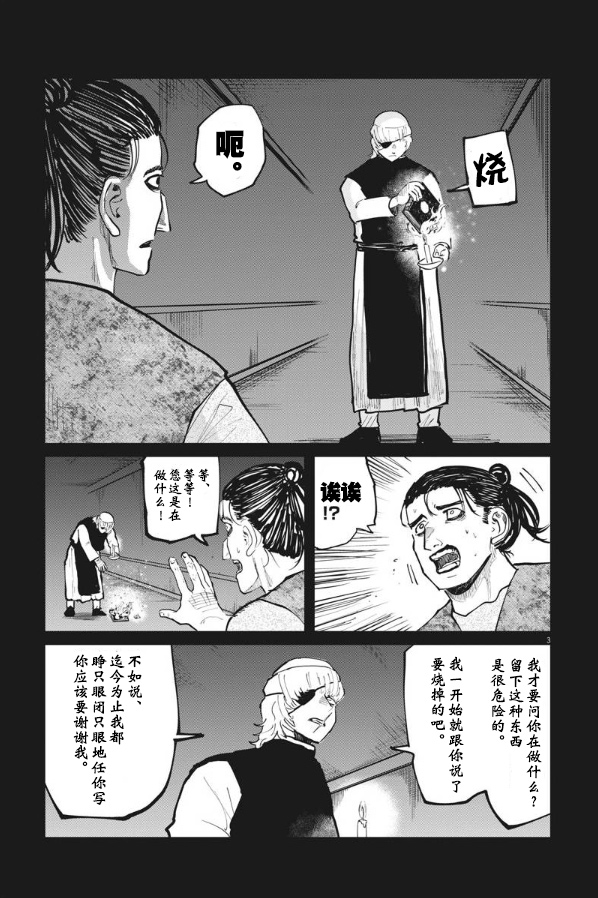 烧
呃。
诶诶
!?
等、
等等！
您这是在
做什么！
3
我才要问你在做什么？
留下这种东西
是很危险的。
我一开始就跟你说了
要烧掉的吧。
不如说、
迄今为止我都
睁只眼闭只眼地任你写
你应该要谢谢我。